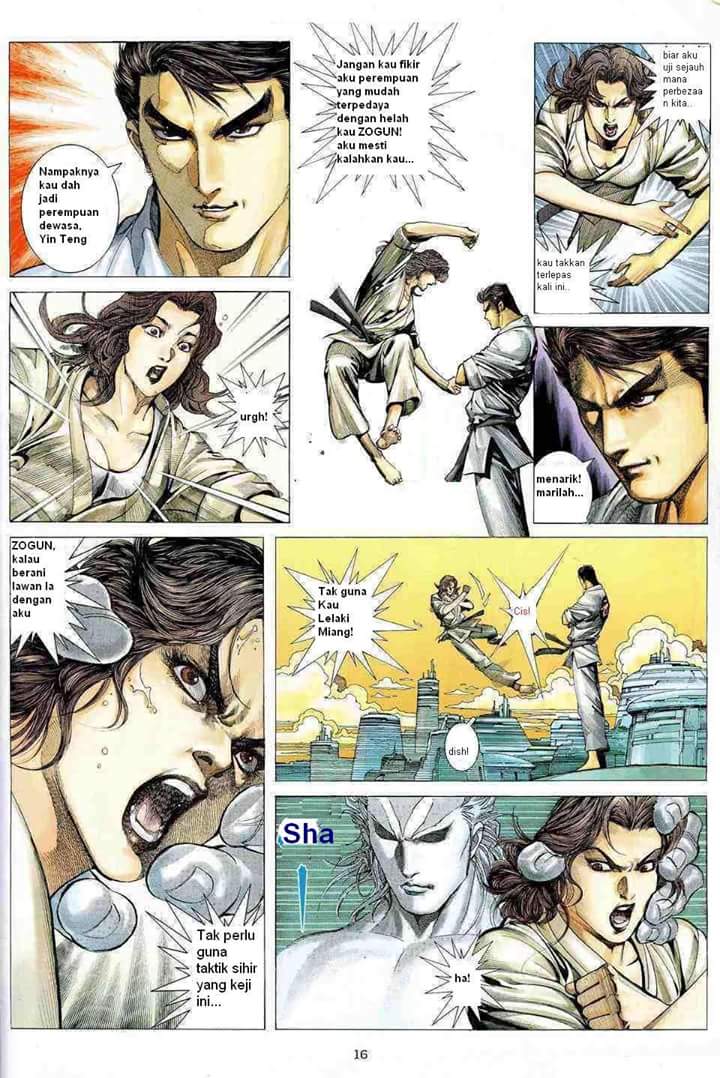 Nampaknya
kau dah
jadi
perempuan
dewasa,
Yin Teng
Jangan kau fikir
aku perempuan
yang mudah
terpedaya
dengan helah
kau ZOGUN!
aku mesti
kalahkan kau...
biar aku
uji sejauh
mana
perbezaa
n kita..
kau takkan
terlepas
kali ini..
urgh!
menarik!
marilah...
ZOGUN,
kalau
berani
lawan la
dengan
aku
Tak perlu
guna
taktik sihir
yang keji
ini...
Tak guna
Kau
Lelaki
Miang!
Cis!
dish!
Sha
!
ha!
16